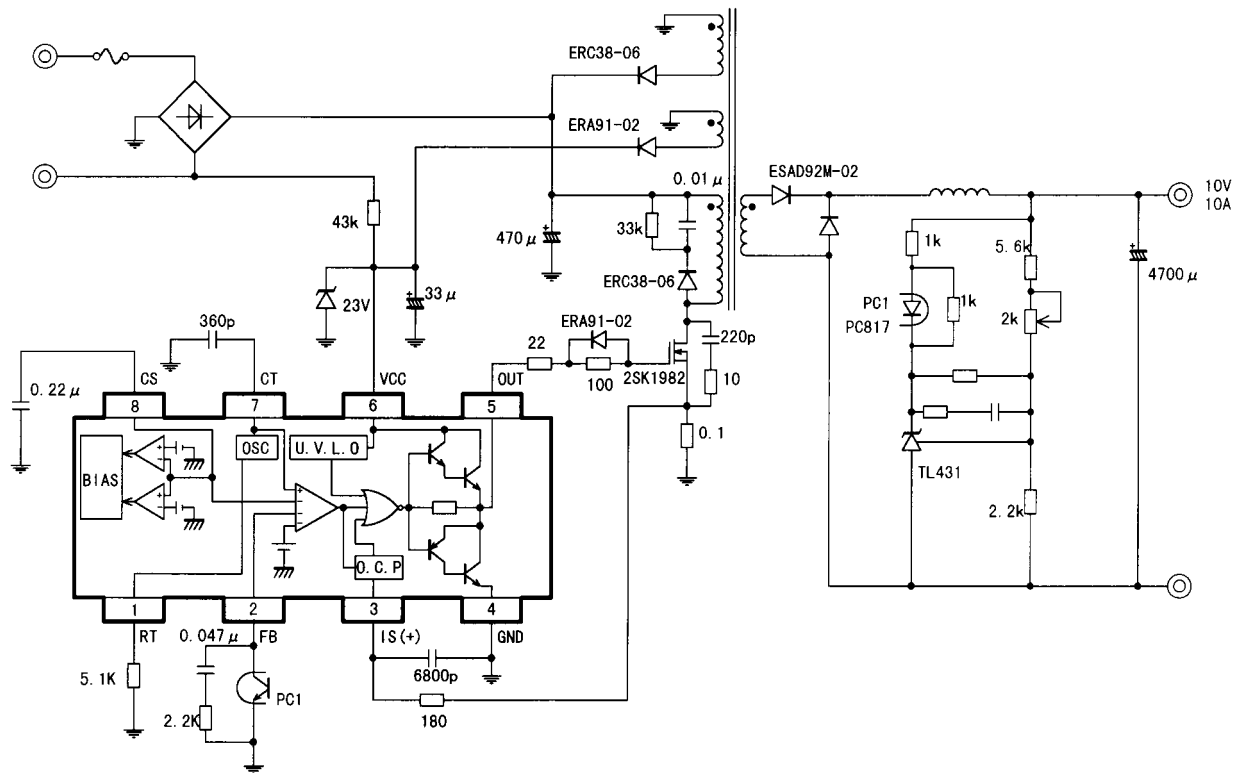 ERC38-06
ERA91-02
0.01μ
ESAD92M-02
10V
10A
43k
470μ
33k
1k
5.6k
4700μ
ERC38-06
23V
33μ
PC1
PC817
1k
2k
360p
ERA91-02
220p
22
100
2SK1982
10
0.22μ
CS
CT
VCC
OUT
8
7
6
5
0.1
OSC
U.V.L.O
BIAS
TL431
+
−
+
−
+
−
−
−
2.2k
O.C.P
1
2
3
4
RT
0.047μ
FB
IS(+)
GND
6800p
5.1K
PC1
2.2K
180